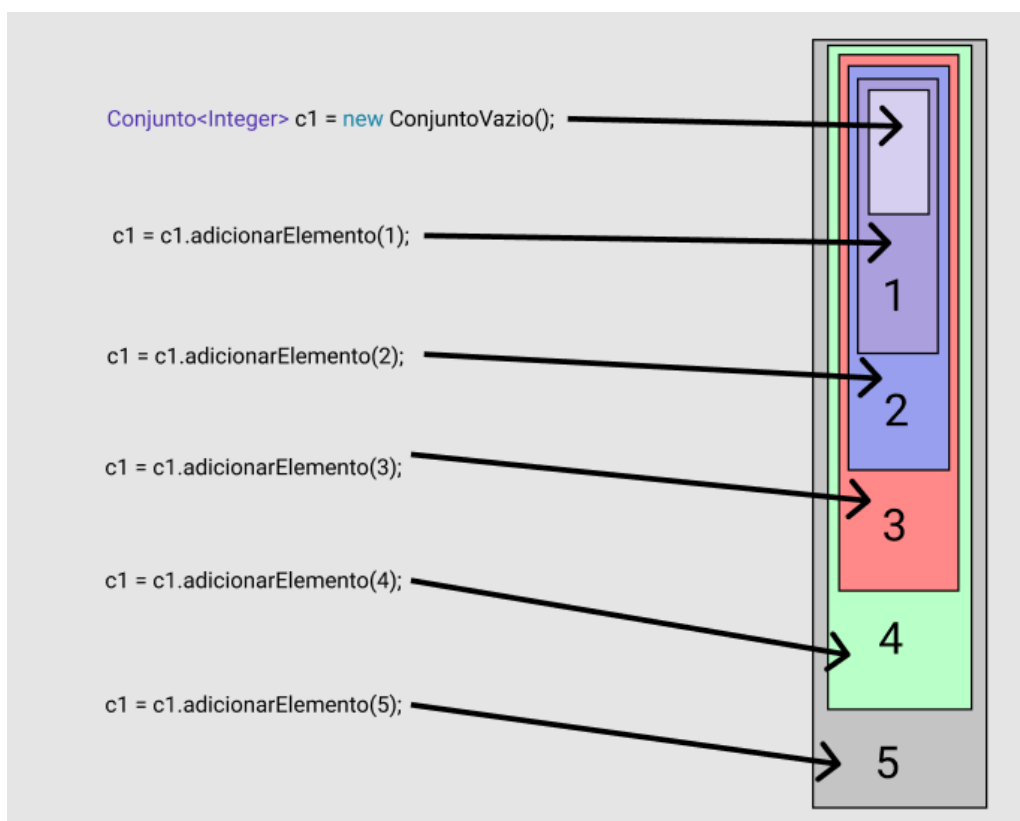 Conjunto<Integer> c1 = new ConjuntoVazio();
c1 = c1.adicionarElemento(1);
1
c1 = c1.adicionarElemento(2);
2
c1 = c1.adicionarElemento(3);
3
c1 = c1.adicionarElemento(4);
4
c1 = c1.adicionarElemento(5);
5